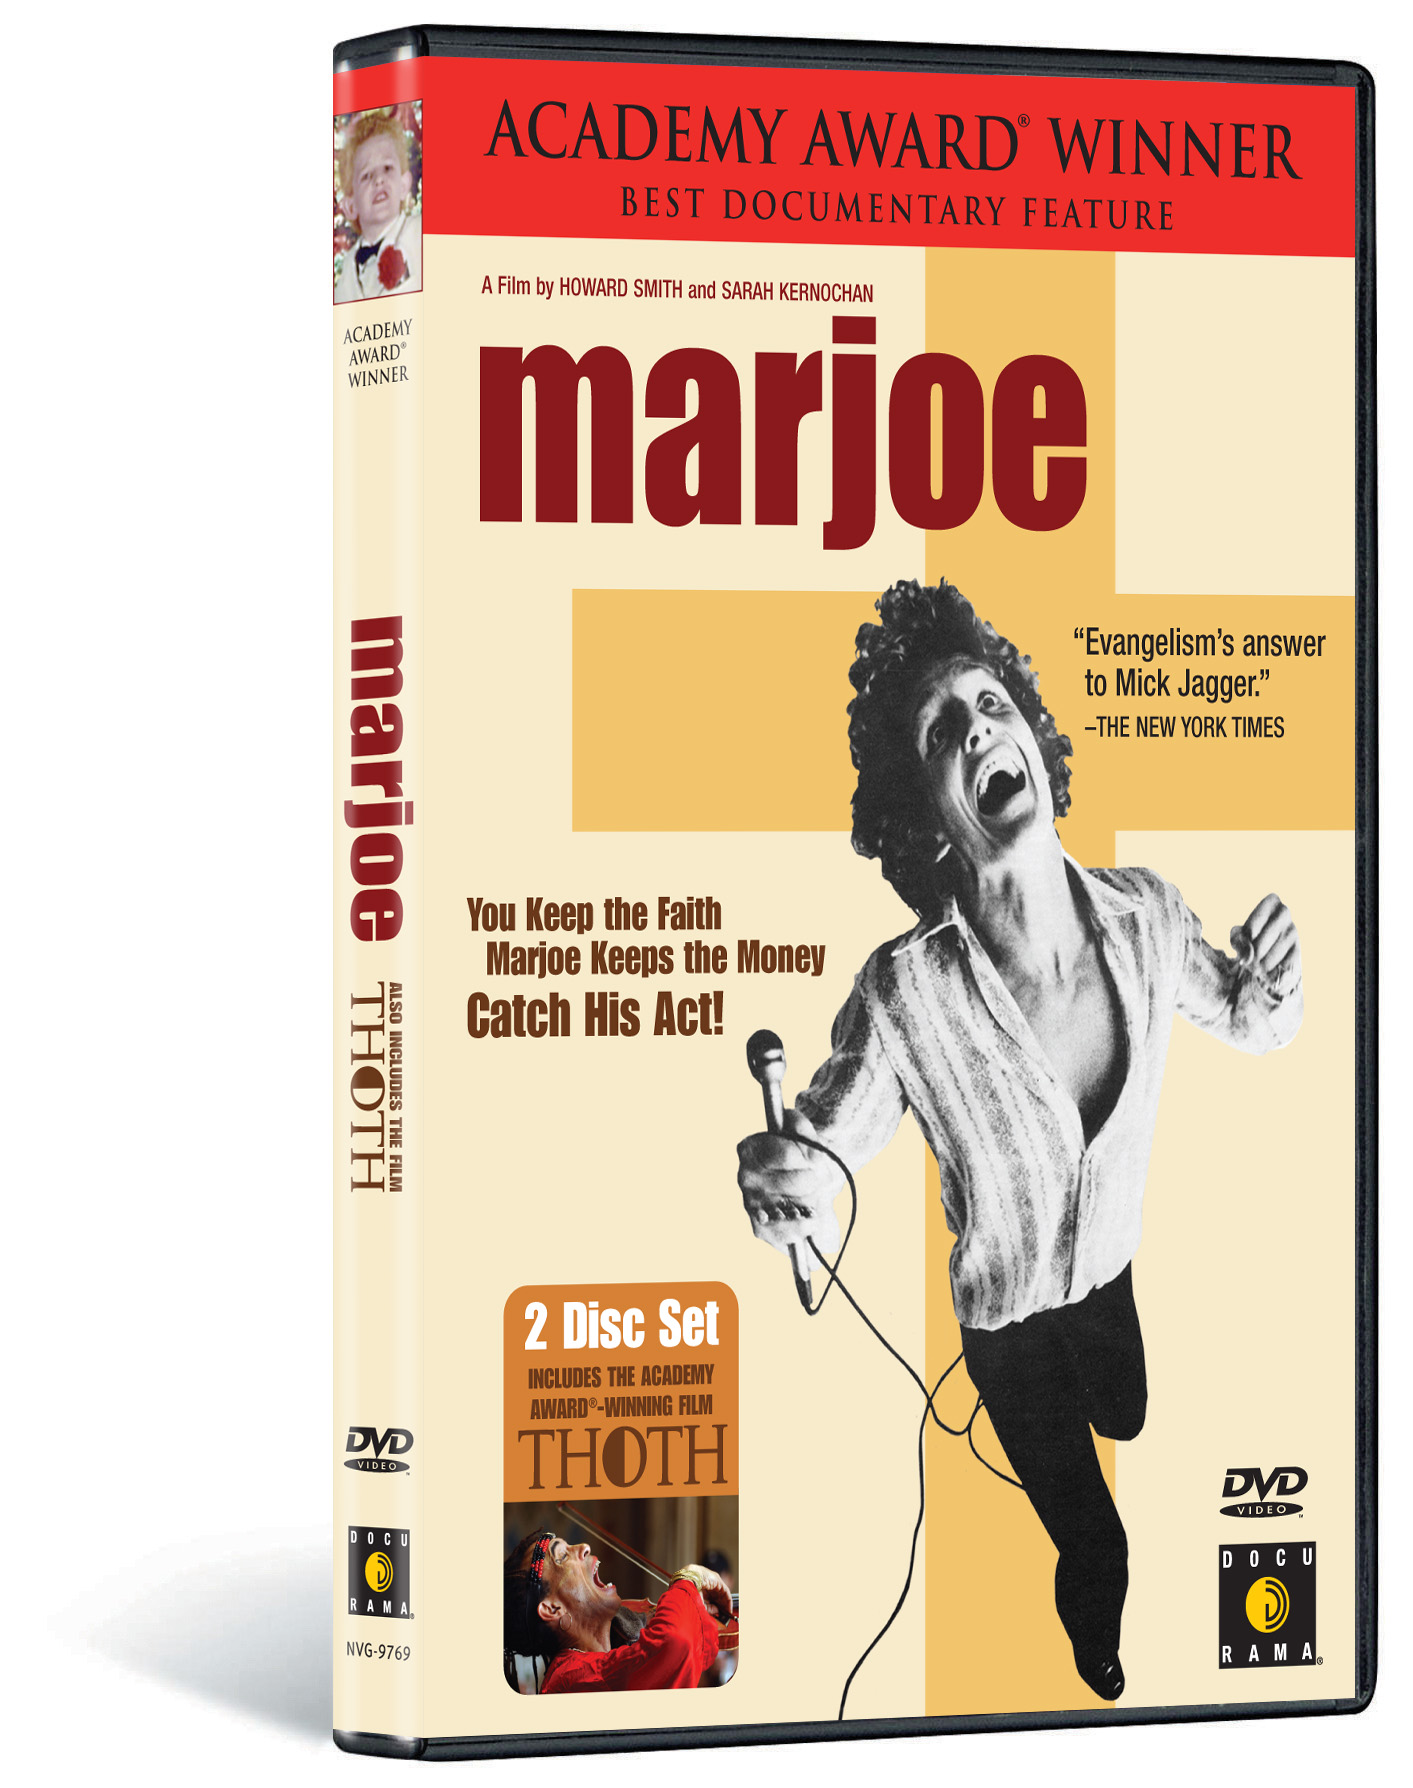 ACADEMY
AWARD®
WINNER
marjoe
ALSO INCLUDES THE FILM
THOTH
DVD
VIDEO
DOCU
RAMA®
NVG-9769
ACADEMY AWARD® WINNER
BEST DOCUMENTARY FEATURE
A Film by HOWARD SMITH and SARAH KERNOCHAN
marjoe
“Evangelism’s answer
to Mick Jagger.”
–THE NEW YORK TIMES
You Keep the Faith
Marjoe Keeps the Money
Catch His Act!
2 Disc Set
INCLUDES THE ACADEMY
AWARD®-WINNING FILM
THOTH
DVD
VIDEO™
DOCU
RAMA®